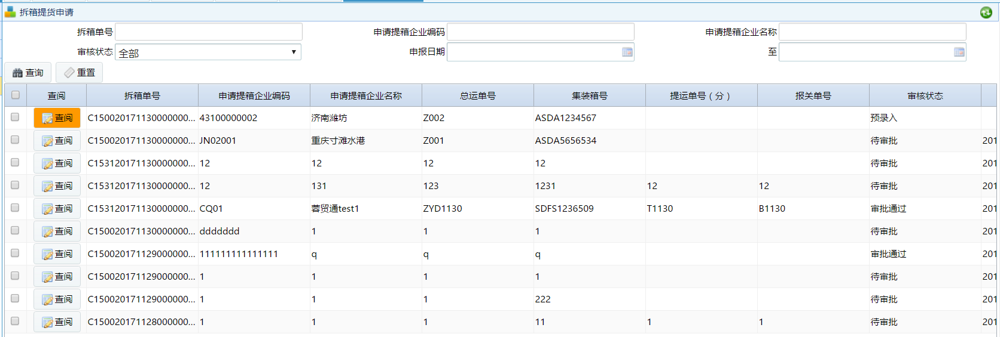 拆箱提货申请
拆箱单号 申请提箱企业编码 申请提箱企业名称
审核状态 全部 申报日期 至
查询 重置
查阅 拆箱单号 申请提箱企业编码 申请提箱企业名称 总运单号 集装箱号 提运单号（分） 报关单号 审核状态
查阅 C150020171130000000... 43100000002 济南潍坊 Z002 ASDA1234567 预录入
查阅 C150020171130000000... JN02001 重庆寸滩水港 Z001 ASDA5656534 待审批 201
查阅 C153120171130000000... 12 12 12 12 待审批 201
查阅 C153120171130000000... 12 131 123 1231 12 12 待审批 201
查阅 C153120171130000000... CQ01 蓉贸通test1 ZYD1130 SDFS1236509 T1130 B1130 审批通过 201
查阅 C150020171130000000... ddddddd 1 1 1 待审批 201
查阅 C150020171129000000... 111111111111111 q q q 审批通过 201
查阅 C150020171129000000... 1 1 1 1 待审批 201
查阅 C150020171129000000... 1 1 1 222 待审批 201
查阅 C150020171128000000... 1 1 1 11 1 1 待审批 201